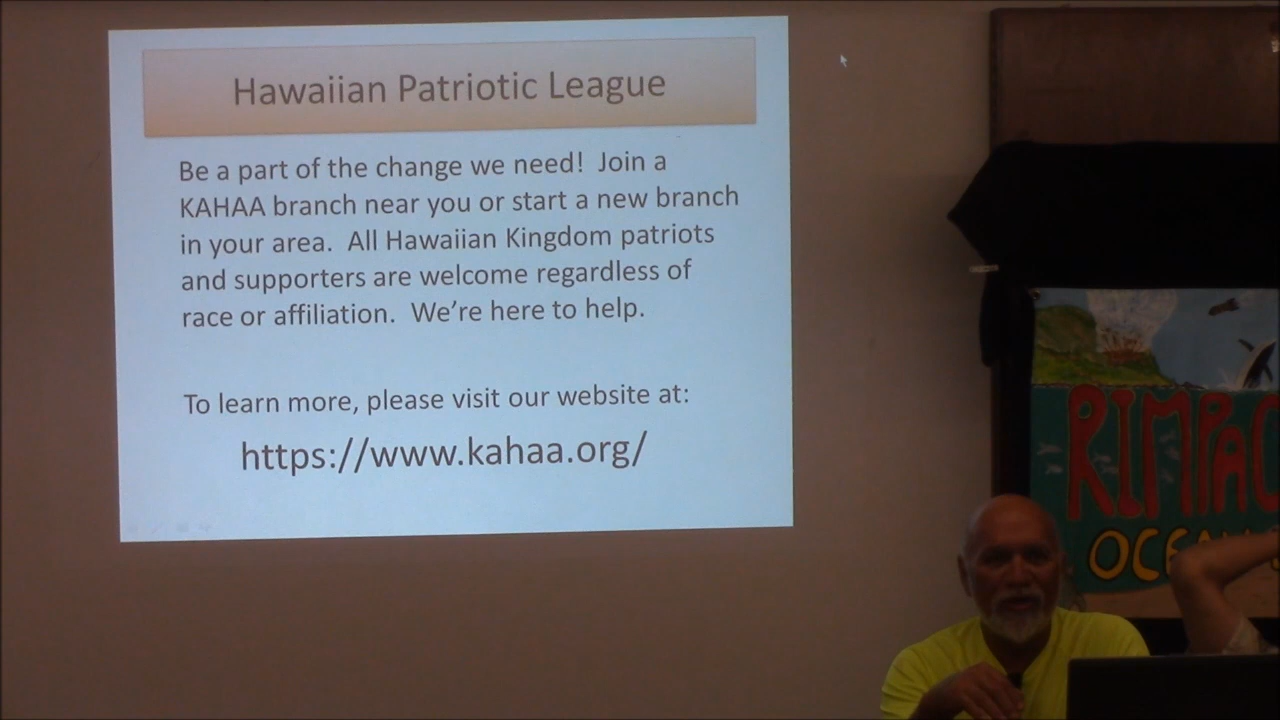 Hawaiian Patriotic League
Be a part of the change we need!  Join a
KAHAA branch near you or start a new branch
in your area.  All Hawaiian Kingdom patriots
and supporters are welcome regardless of
race or affiliation.  We're here to help.
To learn more, please visit our website at:
https://www.kahaa.org/
RIMPAC